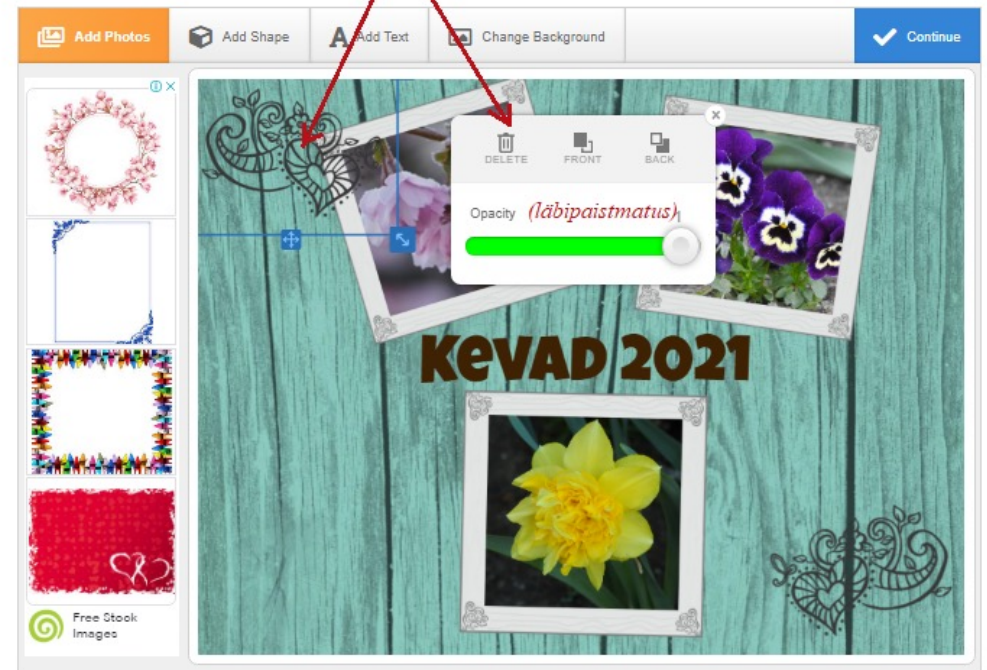 Add Photos
Add Shape
Add Text
Change Background
Continue
DELETE
FRONT
BACK
Opacity (läbipaistmatus) 1
KeVAD 2021
Free Stock
Images